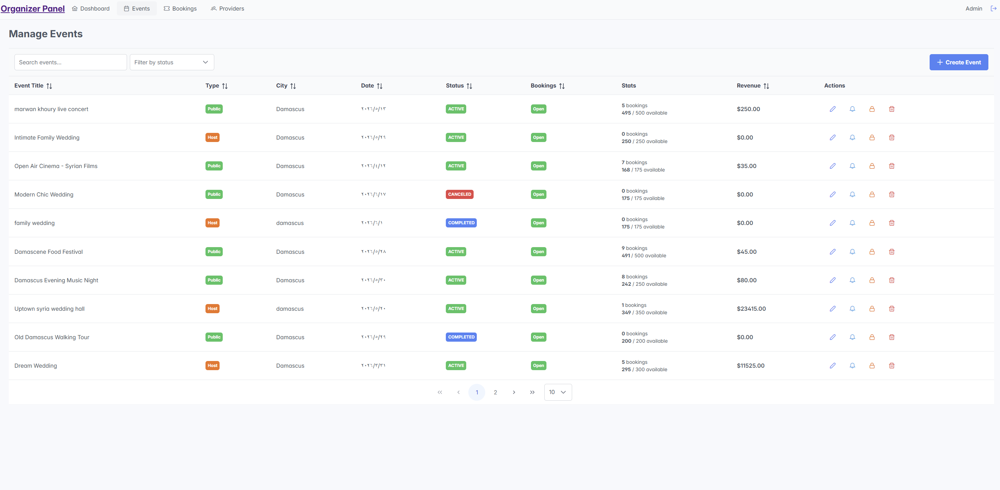 Organizer Panel Dashboard Events Bookings Providers Admin
Manage Events
Search events... Filter by status Create Event
Event Title Type City Date Status Bookings Stats Revenue Actions
marwan khoury live concert Public Damascus ٢٠٢٦/٥/١٣ ACTIVE Open 5 bookings $250.00
495 / 500 available
Intimate Family Wedding Host Damascus ٢٠٢٦/٥/٢٩ ACTIVE Open 0 bookings $0.00
250 / 250 available
Open Air Cinema - Syrian Films Public Damascus ٢٠٢٦/٤/١٢ ACTIVE Open 7 bookings $35.00
168 / 175 available
Modern Chic Wedding Public Damascus ٢٠٢٦/٦/١٧ CANCELED Open 0 bookings $0.00
175 / 175 available
family wedding Host damascus ٢٠٢٦/٦/١ COMPLETED Open 0 bookings $0.00
175 / 175 available
Damascene Food Festival Public Damascus ٢٠٢٦/٥/٢٨ ACTIVE Open 9 bookings $45.00
491 / 500 available
Damascus Evening Music Night Public Damascus ٢٠٢٦/٥/٣٠ ACTIVE Open 8 bookings $80.00
242 / 250 available
Uptown syria wedding hall Host damascus ٢٠٢٦/٥/٢٠ ACTIVE Open 1 bookings $23415.00
349 / 350 available
Old Damascus Walking Tour Public Damascus ٢٠٢٦/٥/٢٩ COMPLETED Open 0 bookings $0.00
200 / 200 available
Dream Wedding Host Damascus ٢٠٢٦/٣/٣١ ACTIVE Open 5 bookings $11525.00
295 / 300 available
1 2 10